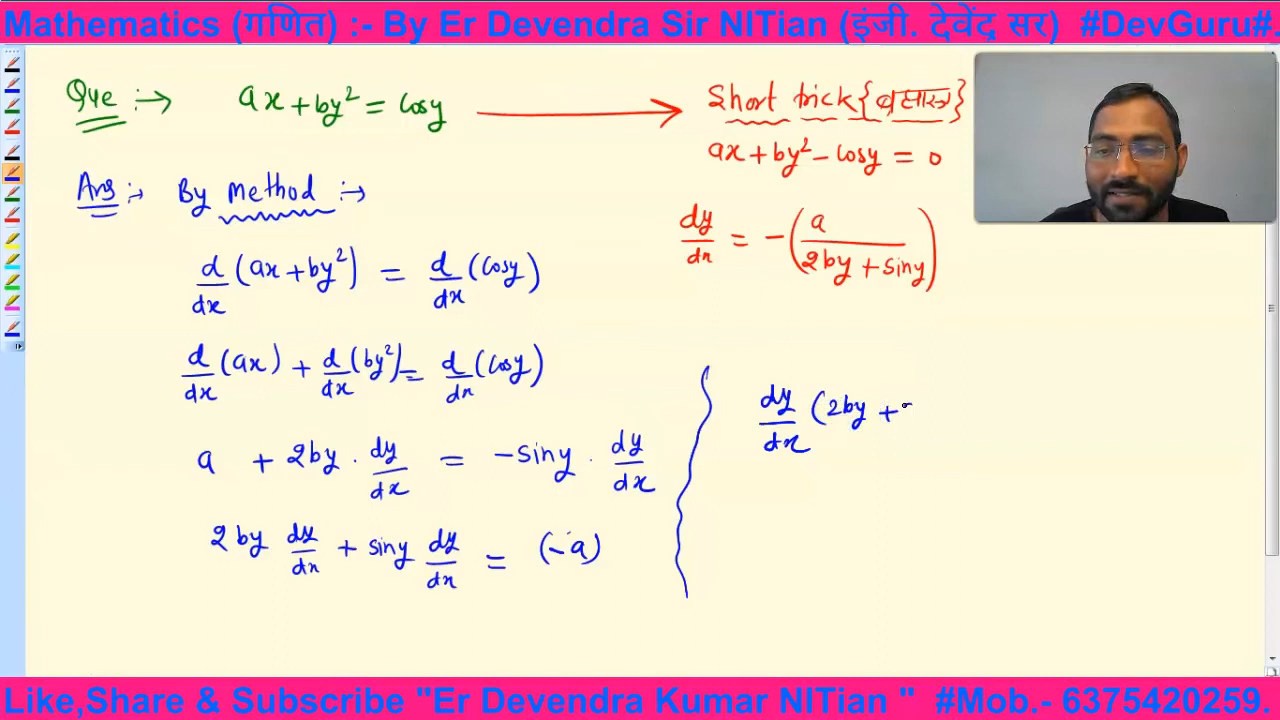 Mathematics (गणित) :- By Er Devendra Sir NITian (इंजी. देवेंद्र सर) #DevGuru#.
Que :→ ax + by² = cosy
Ans :- By method :→
d/dx (ax + by²) = d/dx (cosy)
d/dx (ax) + d/dx (by²) = d/dx (cosy)
a + 2by . dy/dx = -siny . dy/dx
2by dy/dx + siny dy/dx = (-a)
Short trick {
}
ax + by² - cosy = 0
dy/dx = -(a/2by + siny)
dy/dx (2by +
Like,Share & Subscribe "Er Devendra Kumar NITian " #Mob.- 6375420259.